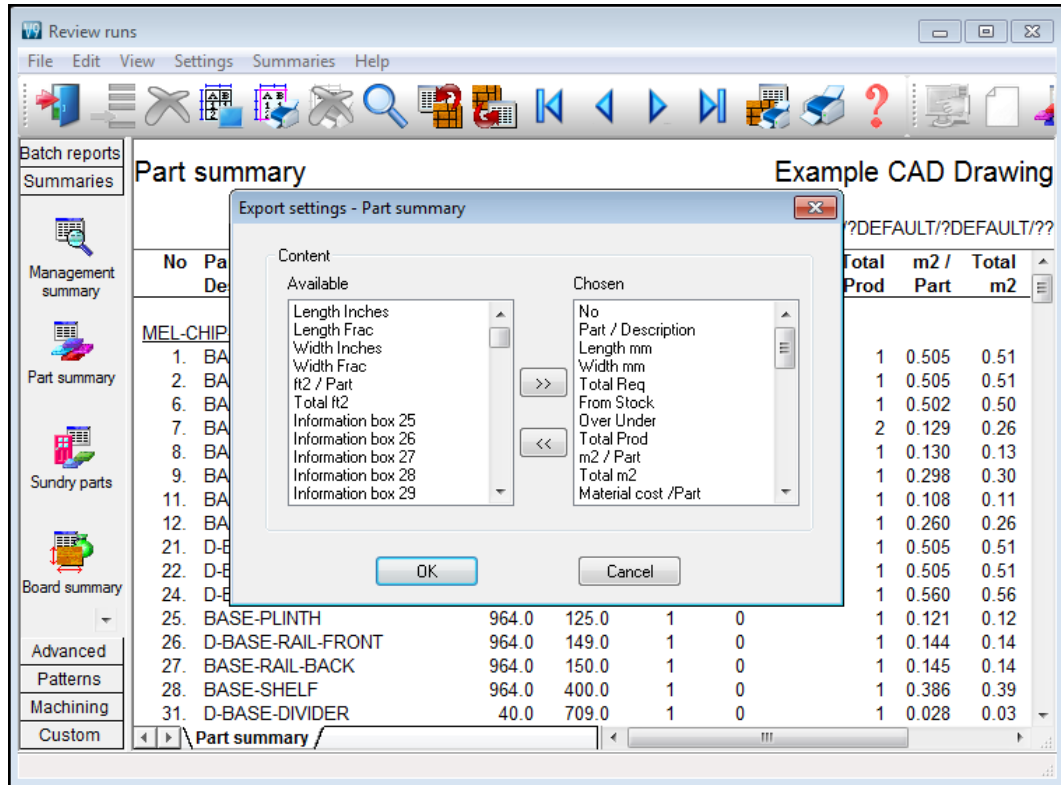 V9 Review runs
File Edit View Settings Summaries Help
Batch reports
Summaries
Management
summary
Part summary
Sundry parts
Board summary
Advanced
Patterns
Machining
Custom
Part summary Example CAD Drawing
/?DEFAULT/?DEFAULT/??
No Pa Total m2 / Total
De Prod Part m2
MEL-CHIP
1. BA 1 0.505 0.51
2. BA 1 0.505 0.51
6. BA 1 0.502 0.50
7. BA 2 0.129 0.26
8. BA 1 0.130 0.13
9. BA 1 0.298 0.30
11. BA 1 0.108 0.11
12. BA 1 0.260 0.26
21. D-B 1 0.505 0.51
22. D-B 1 0.505 0.51
24. D-B 1 0.560 0.56
25. BASE-PLINTH 964.0 125.0 1 0 1 0.121 0.12
26. D-BASE-RAIL-FRONT 964.0 149.0 1 0 1 0.144 0.14
27. BASE-RAIL-BACK 964.0 150.0 1 0 1 0.145 0.14
28. BASE-SHELF 964.0 400.0 1 0 1 0.386 0.39
31. D-BASE-DIVIDER 40.0 709.0 1 0 1 0.028 0.03
Part summary
Export settings - Part summary
Content
Available
Length Inches
Length Frac
Width Inches
Width Frac
ft2 / Part
Total ft2
Information box 25
Information box 26
Information box 27
Information box 28
Information box 29
>>
<<
Chosen
No
Part / Description
Length mm
Width mm
Total Req
From Stock
Over Under
Total Prod
m2 / Part
Total m2
Material cost /Part
OK
Cancel